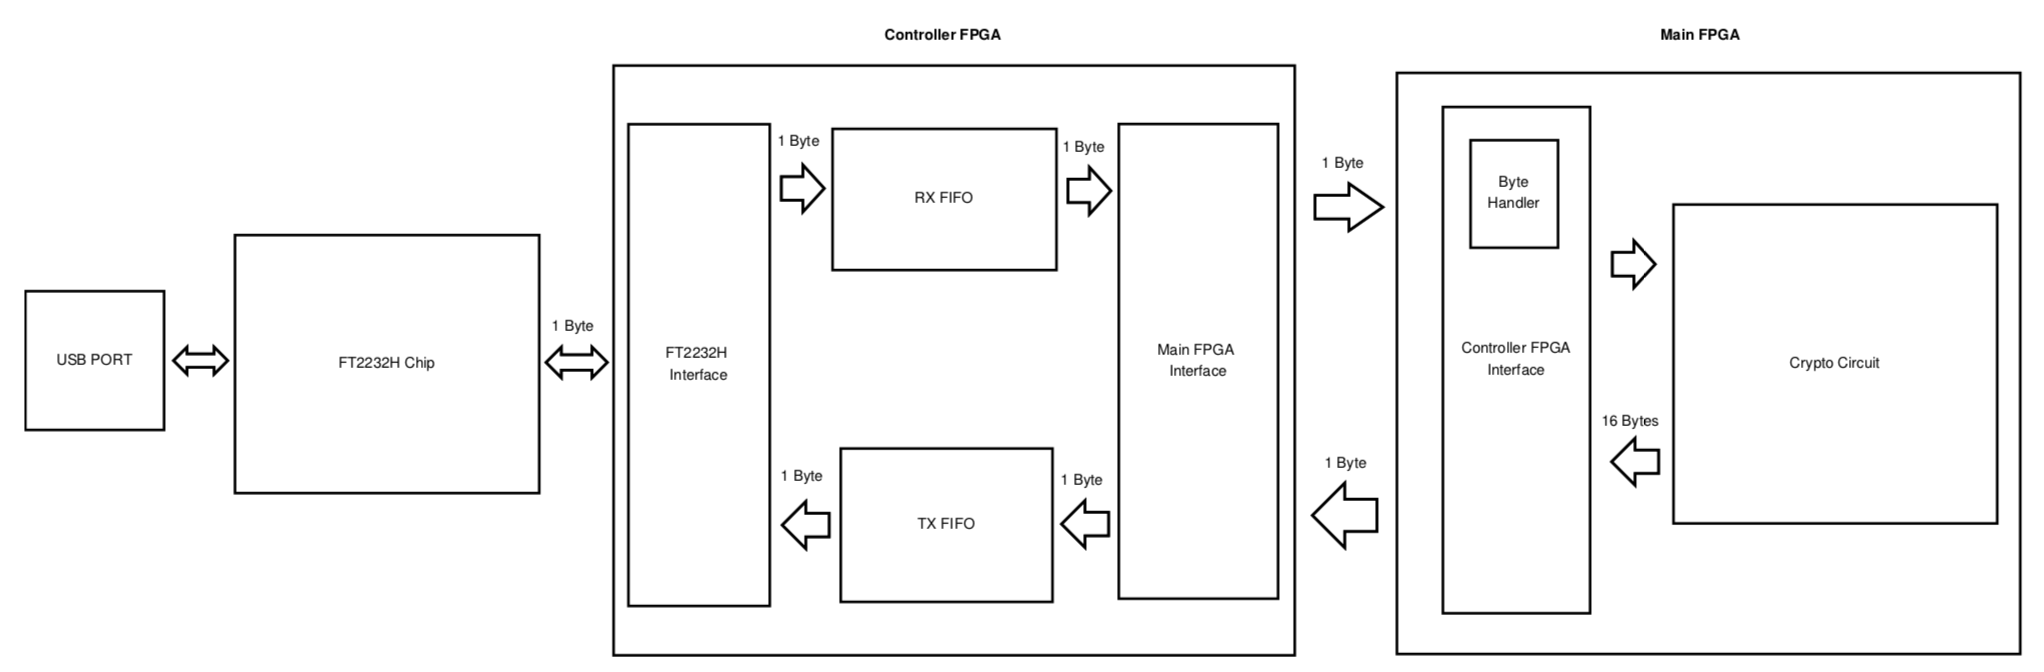 Controller FPGA
Main FPGA
1 Byte
1 Byte
1 Byte
RX FIFO
Byte
Handler
1 Byte
USB PORT
FT2232H Chip
FT2232H
Interface
Main FPGA
Interface
Controller FPGA
Interface
Crypto Circuit
16 Bytes
1 Byte
1 Byte
1 Byte
TX FIFO